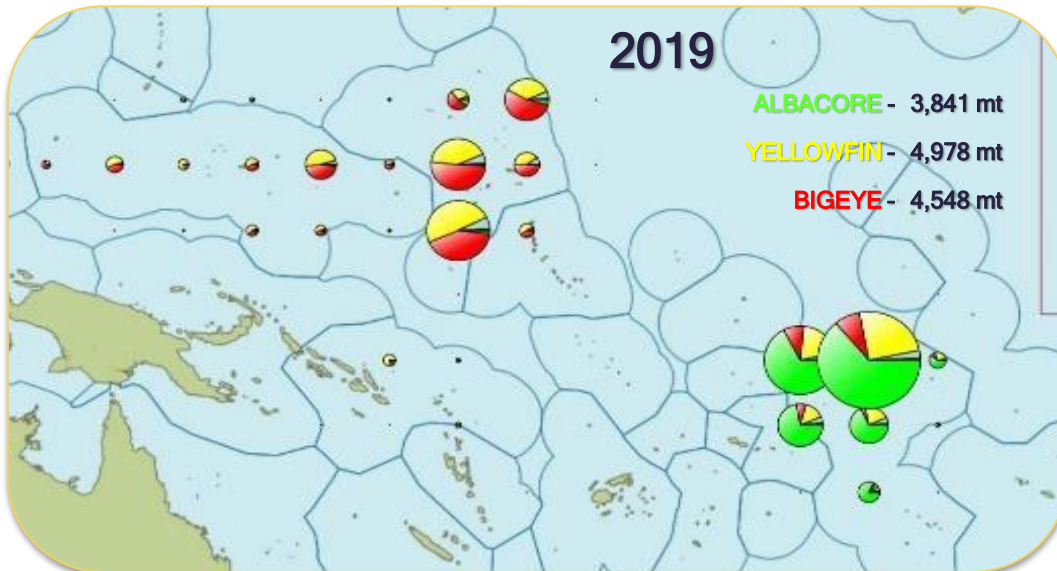 2019
ALBACORE - 3,841 mt
YELLOWFIN - 4,978 mt
BIGEYE - 4,548 mt